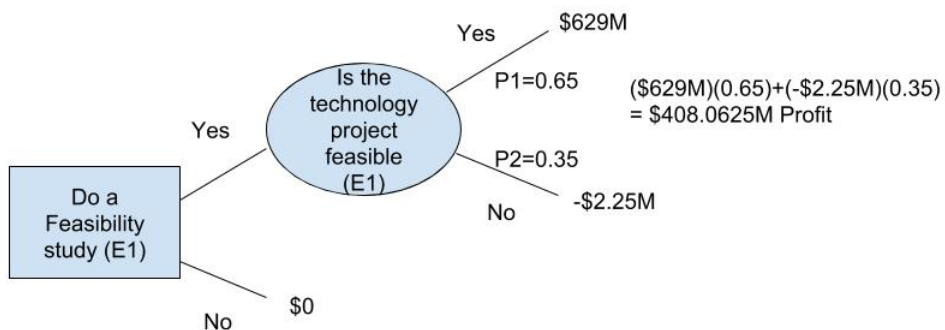 Yes
$629M
Is the
technology
project
feasible
(E1)
P1=0.65
($629M)(0.65)+(-$2.25M)(0.35)
= $408.0625M Profit
Yes
P2=0.35
Do a
Feasibility
study (E1)
No
-$2.25M
$0
No